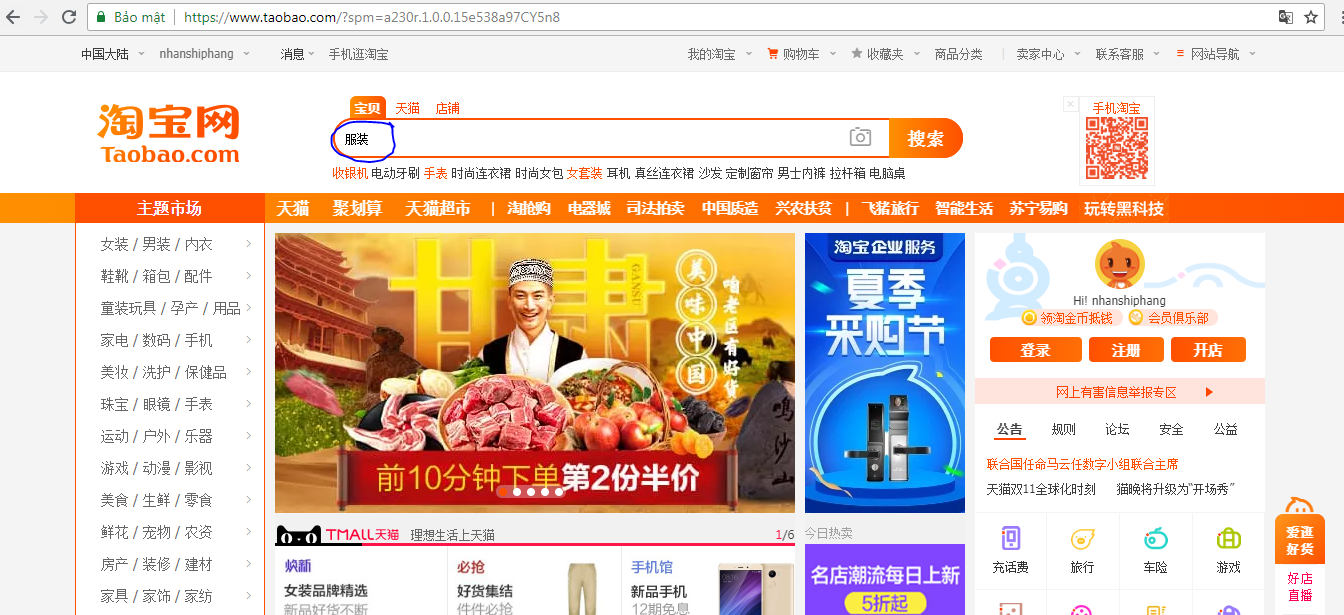 Bảo mật https://www.taobao.com/?spm=a230r.1.0.0.15e538a97CY5n8
中国大陆 nhanshiphang 消息 手机逛淘宝 我的淘宝 购物车 收藏夹 商品分类 卖家中心 联系客服 网站导航
宝贝 天猫 店铺
淘宝网
Taobao.com
服装 搜索
手机淘宝
收银机 电动牙刷 手表 时尚连衣裙 时尚女包 女套装 耳机 真丝连衣裙 沙发 定制窗帘 男士内裤 拉杆箱 电脑桌
主题市场 天猫 聚划算 天猫超市 | 淘抢购 电器城 司法拍卖 中国质造 兴农扶贫 | 飞猪旅行 智能生活 苏宁易购 玩转黑科技
女装 / 男装 / 内衣
鞋靴 / 箱包 / 配件
童装玩具 / 孕产 / 用品
家电 / 数码 / 手机
美妆 / 洗护 / 保健品
珠宝 / 眼镜 / 手表
运动 / 户外 / 乐器
游戏 / 动漫 / 影视
美食 / 生鲜 / 零食
鲜花 / 宠物 / 农资
房产 / 装修 / 建材
家具 / 家饰 / 家纺
甘肃
GANSU
美味中国
咱老区有好货
鸣沙山
前10分钟下单第2份半价
淘宝企业服务
夏季
采购节
Hi! nhanshiphang
领淘金币抵钱 会员俱乐部
登录 注册 开店
网上有害信息举报专区
公告 规则 论坛 安全 公益
联合国任命马云任数字小组联合主席
天猫双11全球化时刻 猫晚将升级为“开场秀”
充话费 旅行 车险 游戏
TMALL天猫 理想生活上天猫 1/6
焕新
女装品牌精选
新品好货不断
必抢
好货集结
件件必抢
手机馆
新品手机
12期免息
今日热卖
名店潮流每日上新
5折起
爱逛
好货
好店
直播